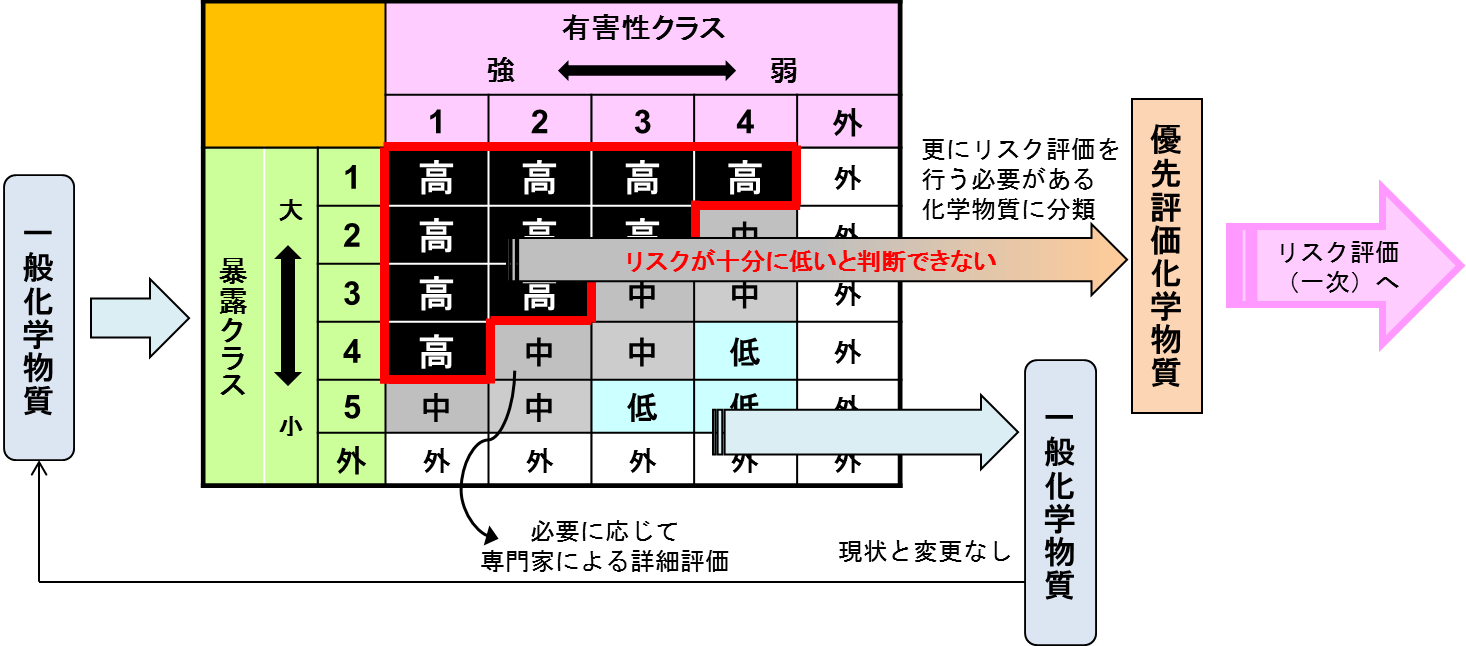 有害性クラス
強 弱
1 2 3 4 外
1 高 高 高 高 外
大
2 高 高 高 中 外
3 高 高 中 中 外
4 高 中 中 低 外
小
5 中 中 低 低 外
外 外 外 外 外 外
暴露クラス
一般化学物質
リスクが十分に低いと判断できない
更にリスク評価を
行う必要がある
化学物質に分類
優先評価化学物質
リスク評価
（一次）へ
一般化学物質
必要に応じて
専門家による詳細評価
現状と変更なし